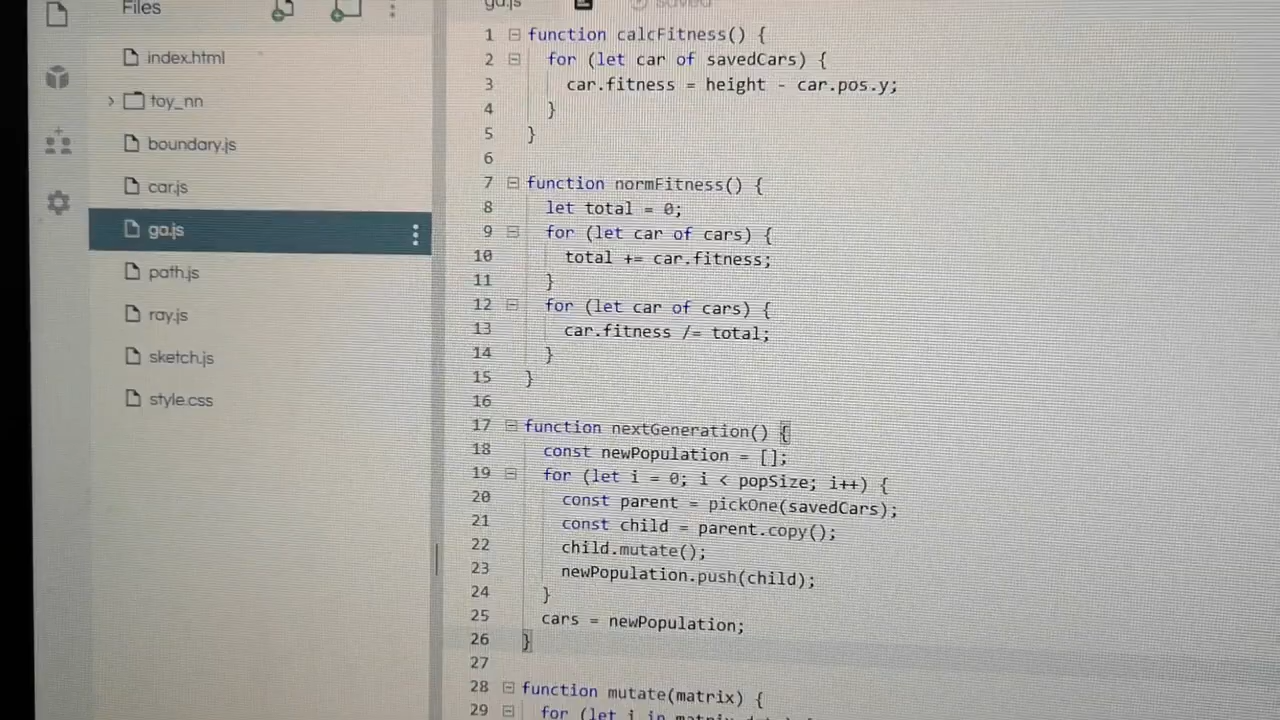 Files
index.html
toy_nn
boundary.js
car.js
ga.js
path.js
ray.js
sketch.js
style.css
ga.js
saved
1 function calcFitness() {
2 for (let car of savedCars) {
3 car.fitness = height - car.pos.y;
4 }
5 }
6
7 function normFitness() {
8 let total = 0;
9 for (let car of cars) {
10 total += car.fitness;
11 }
12 for (let car of cars) {
13 car.fitness /= total;
14 }
15 }
16
17 function nextGeneration() {
18 const newPopulation = [];
19 for (let i = 0; i < popSize; i++) {
20 const parent = pickOne(savedCars);
21 const child = parent.copy();
22 child.mutate();
23 newPopulation.push(child);
24 }
25 cars = newPopulation;
26 }
27
28 function mutate(matrix) {
29 for (let i in